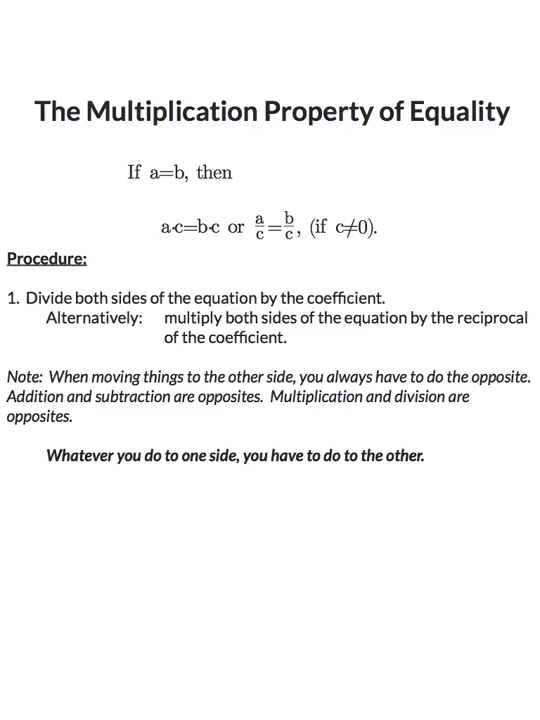 The Multiplication Property of Equality
If a=b, then
a·c=b·c or a/c=b/c, (if c≠0).
Procedure:
1. Divide both sides of the equation by the coefficient.
Alternatively: multiply both sides of the equation by the reciprocal
of the coefficient.
Note: When moving things to the other side, you always have to do the opposite.
Addition and subtraction are opposites. Multiplication and division are
opposites.
Whatever you do to one side, you have to do to the other.